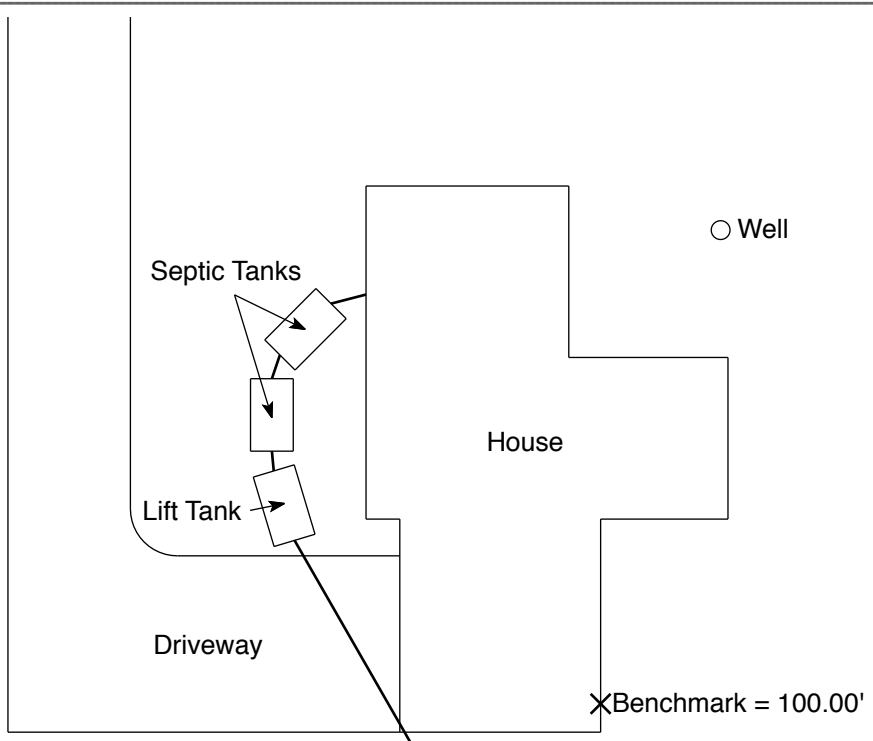 Well
Septic Tanks
House
Lift Tank
Driveway
Benchmark = 100.00'